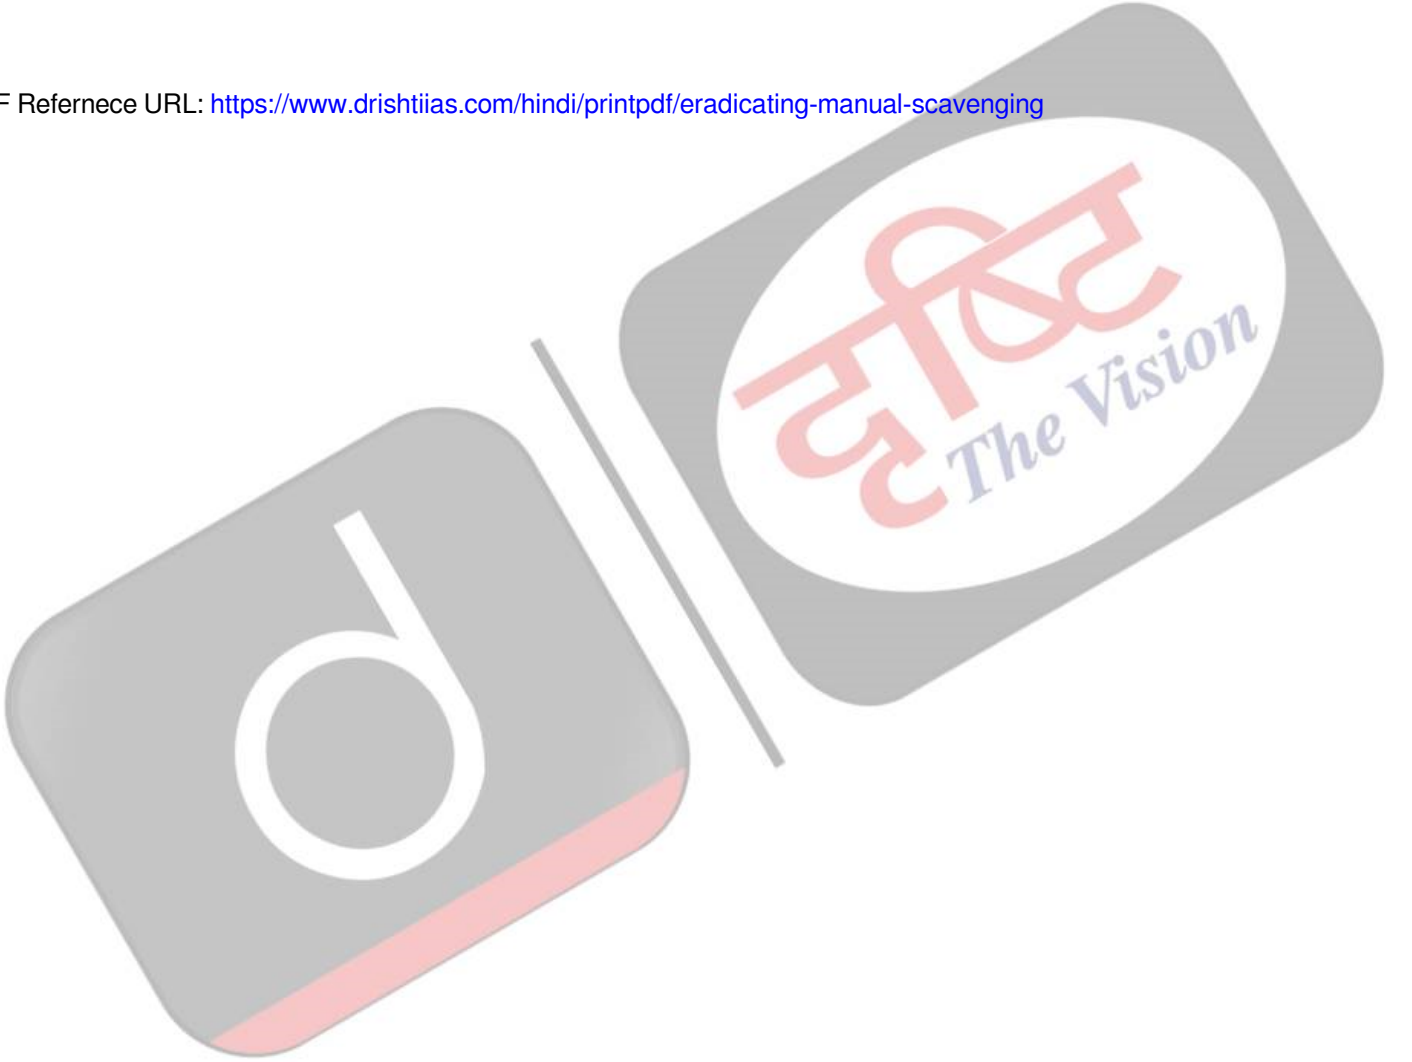 F Refernece URL: https://www.drishtiias.com/hindi/printpdf/eradicating-manual-scavenging
दृष्टि
The Vision
d